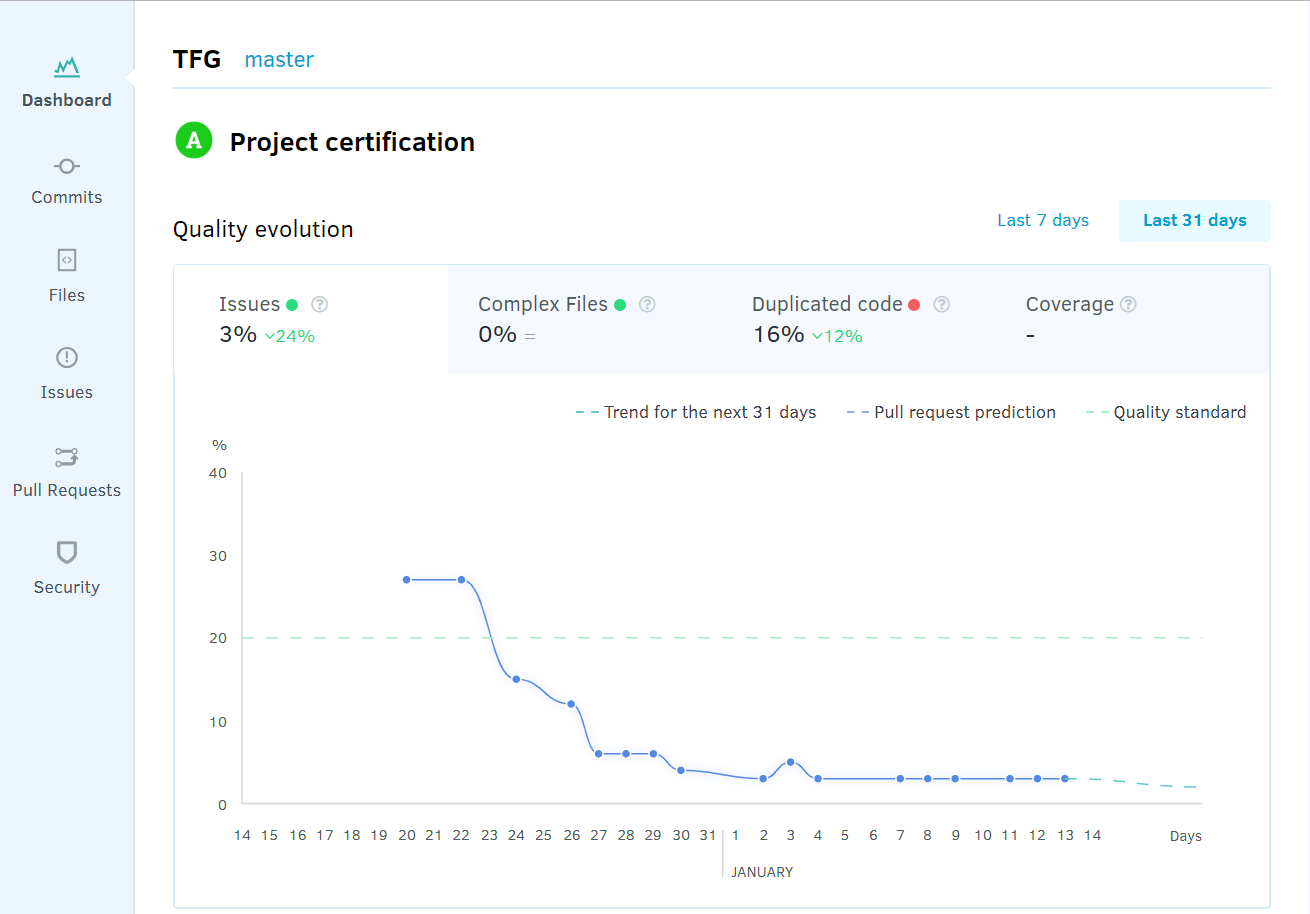 TFG master
Dashboard
A Project certification
Commits
Quality evolution Last 7 days Last 31 days
Files
Issues ? Complex Files ? Duplicated code ? Coverage ?
3% 24% 0% = 16% 12% -
Issues
Trend for the next 31 days Pull request prediction Quality standard
%
40
Pull Requests
30
Security
20
10
0
14 15 16 17 18 19 20 21 22 23 24 25 26 27 28 29 30 31 1 2 3 4 5 6 7 8 9 10 11 12 13 14 Days
JANUARY